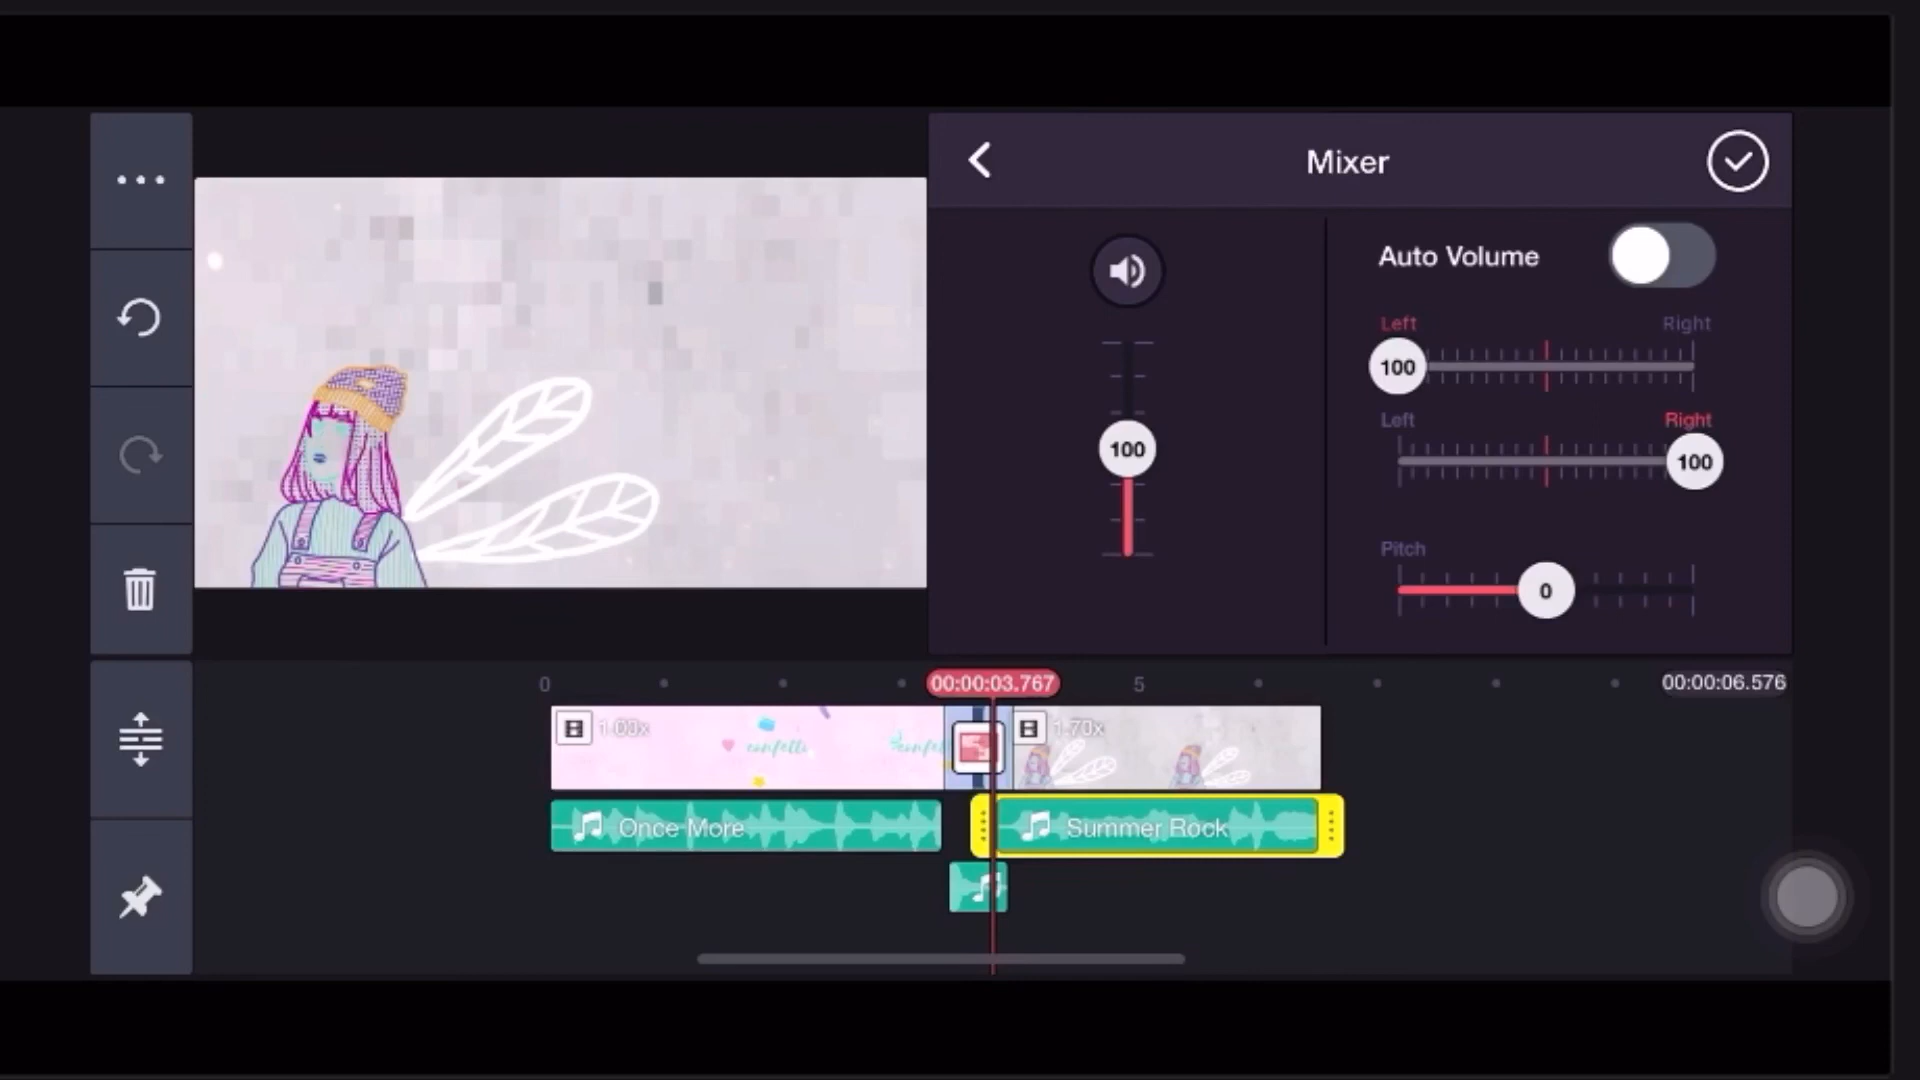 Mixer
Auto Volume
Left Right
100
Left Right
100
100
Pitch
0
0
00:00:03.767
5
00:00:06.576
confetti
Once More
Summer Rock